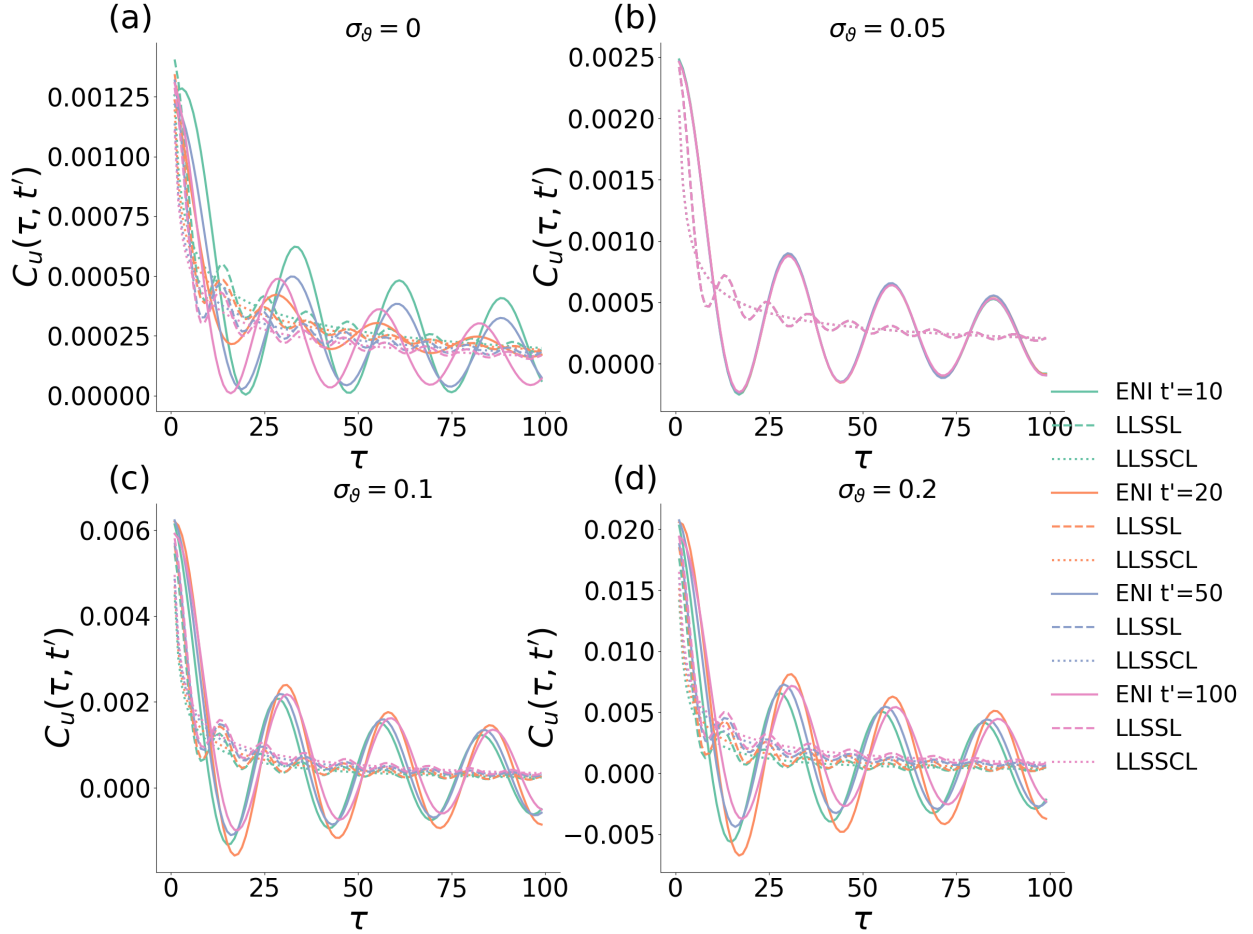 (a)
σ_ϑ = 0
0.00125
0.00100
0.00075
0.00050
0.00025
0.00000
C_u(τ, t′)
0 25 50 75 100
τ
(b)
σ_ϑ = 0.05
0.0025
0.0020
0.0015
0.0010
0.0005
0.0000
C_u(τ, t′)
0 25 50 75 100
τ
(c)
σ_ϑ = 0.1
0.006
0.004
0.002
0.000
C_u(τ, t′)
0 25 50 75 100
τ
(d)
σ_ϑ = 0.2
0.020
0.015
0.010
0.005
0.000
−0.005
C_u(τ, t′)
0 25 50 75 100
τ
ENI t'=10
LLSSL
LLSSCL
ENI t'=20
LLSSL
LLSSCL
ENI t'=50
LLSSL
LLSSCL
ENI t'=100
LLSSL
LLSSCL